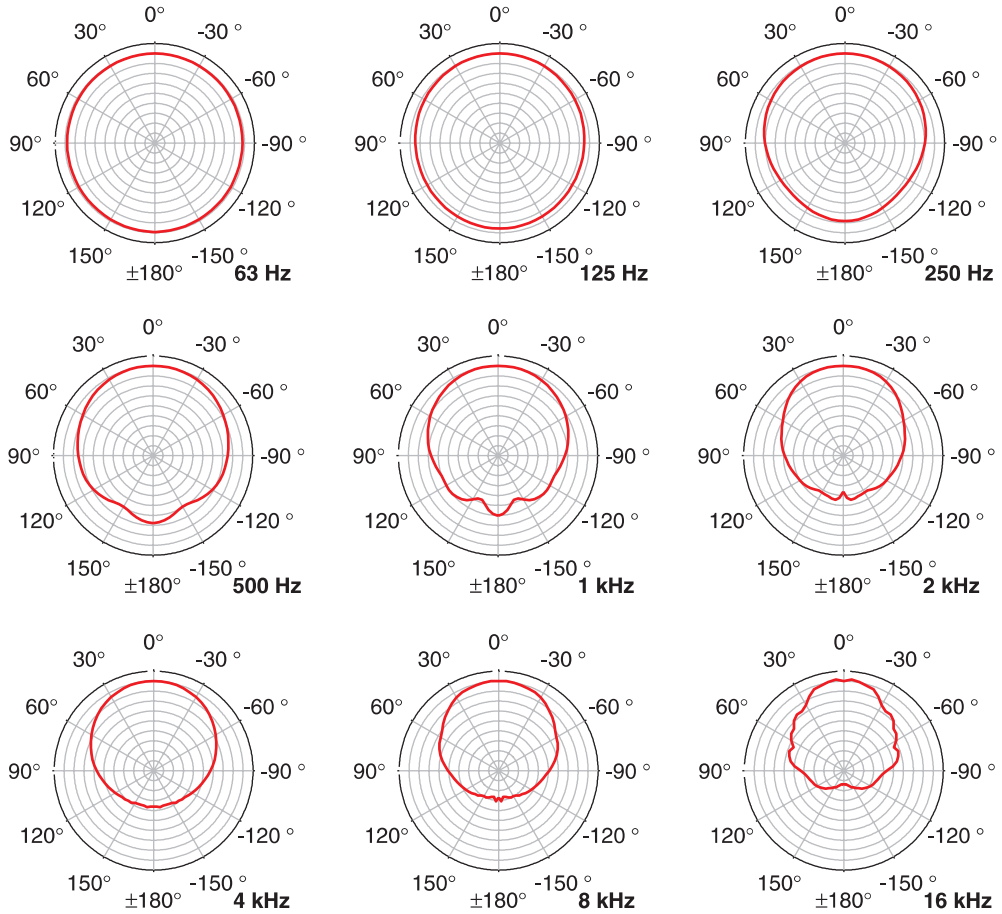 0° 0° 0°
30° -30 ° 30° -30 ° 30° -30 °
60° -60 ° 60° -60 ° 60° -60 °
90° -90 ° 90° -90 ° 90° -90 °
120° -120 ° 120° -120 ° 120° -120 °
150° -150 ° 150° -150 ° 150° -150 °
±180° 63 Hz ±180° 125 Hz ±180° 250 Hz
0° 0° 0°
30° -30 ° 30° -30 ° 30° -30 °
60° -60 ° 60° -60 ° 60° -60 °
90° -90 ° 90° -90 ° 90° -90 °
120° -120 ° 120° -120 ° 120° -120 °
150° -150 ° 150° -150 ° 150° -150 °
±180° 500 Hz ±180° 1 kHz ±180° 2 kHz
0° 0° 0°
30° -30 ° 30° -30 ° 30° -30 °
60° -60 ° 60° -60 ° 60° -60 °
90° -90 ° 90° -90 ° 90° -90 °
120° -120 ° 120° -120 ° 120° -120 °
150° -150 ° 150° -150 ° 150° -150 °
±180° 4 kHz ±180° 8 kHz ±180° 16 kHz